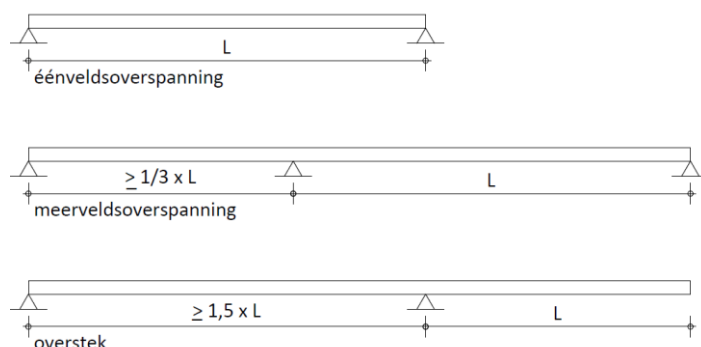 L
éénveldsoverspanning
≥ 1/3 x L L
meerveldsoverspanning
≥ 1,5 x L L
overstek